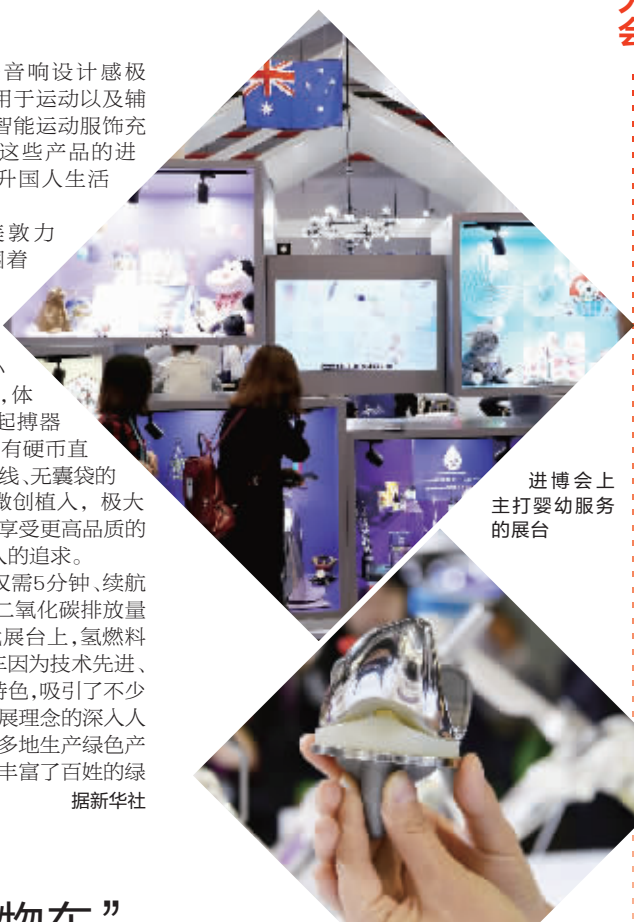 会
音响设计感极
用于运动以及辅
智能运动服饰充
这些产品的进
升国人生活
敦力
着
,体
起搏器
有硬币直
线、无囊袋的
微创植入，极大
享受更高品质的
人的追求。
仅需5分钟、续航
二氧化碳排放量
展台上,氢燃料
车因为技术先进、
特色,吸引了不少
展理念的深入人
多地生产绿色产
丰富了百姓的绿
据新华社
进博会上
主打婴幼服务
的展台
物车”